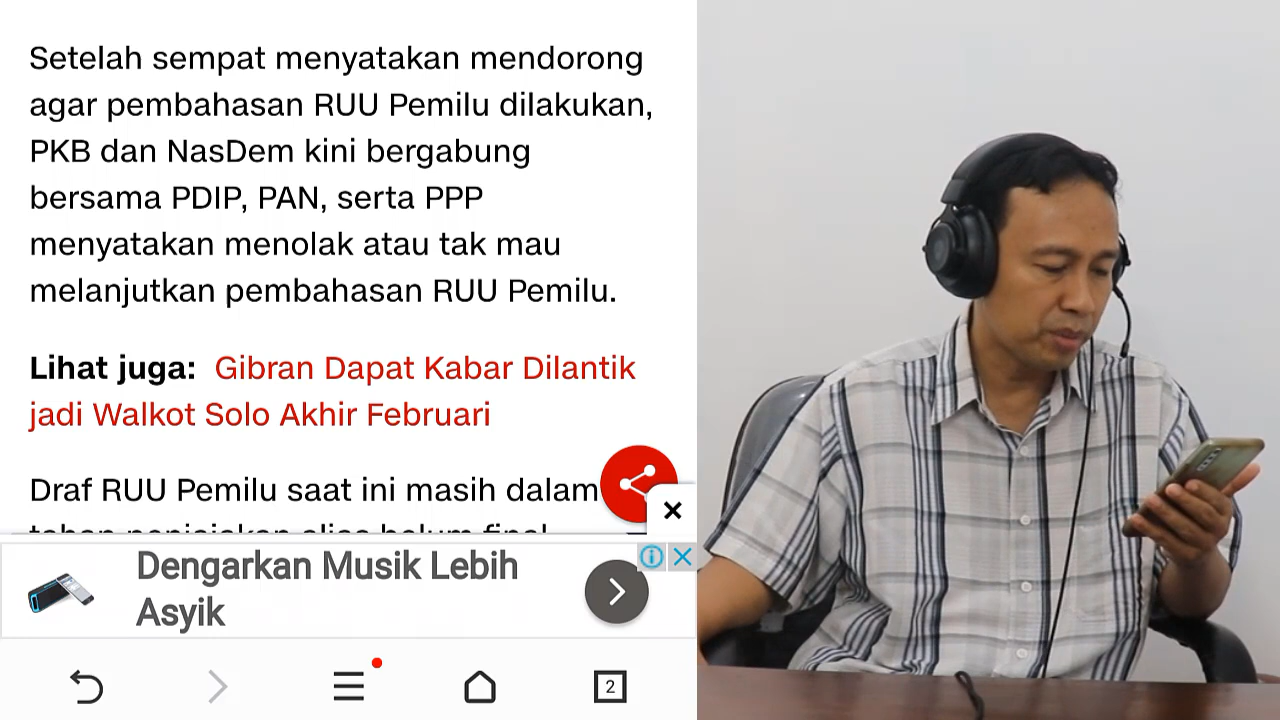 Setelah sempat menyatakan mendorong
agar pembahasan RUU Pemilu dilakukan,
PKB dan NasDem kini bergabung
bersama PDIP, PAN, serta PPP
menyatakan menolak atau tak mau
melanjutkan pembahasan RUU Pemilu.
Lihat juga: Gibran Dapat Kabar Dilantik
jadi Walkot Solo Akhir Februari
Draf RUU Pemilu saat ini masih dalam
Dengarkan Musik Lebih
Asyik
2